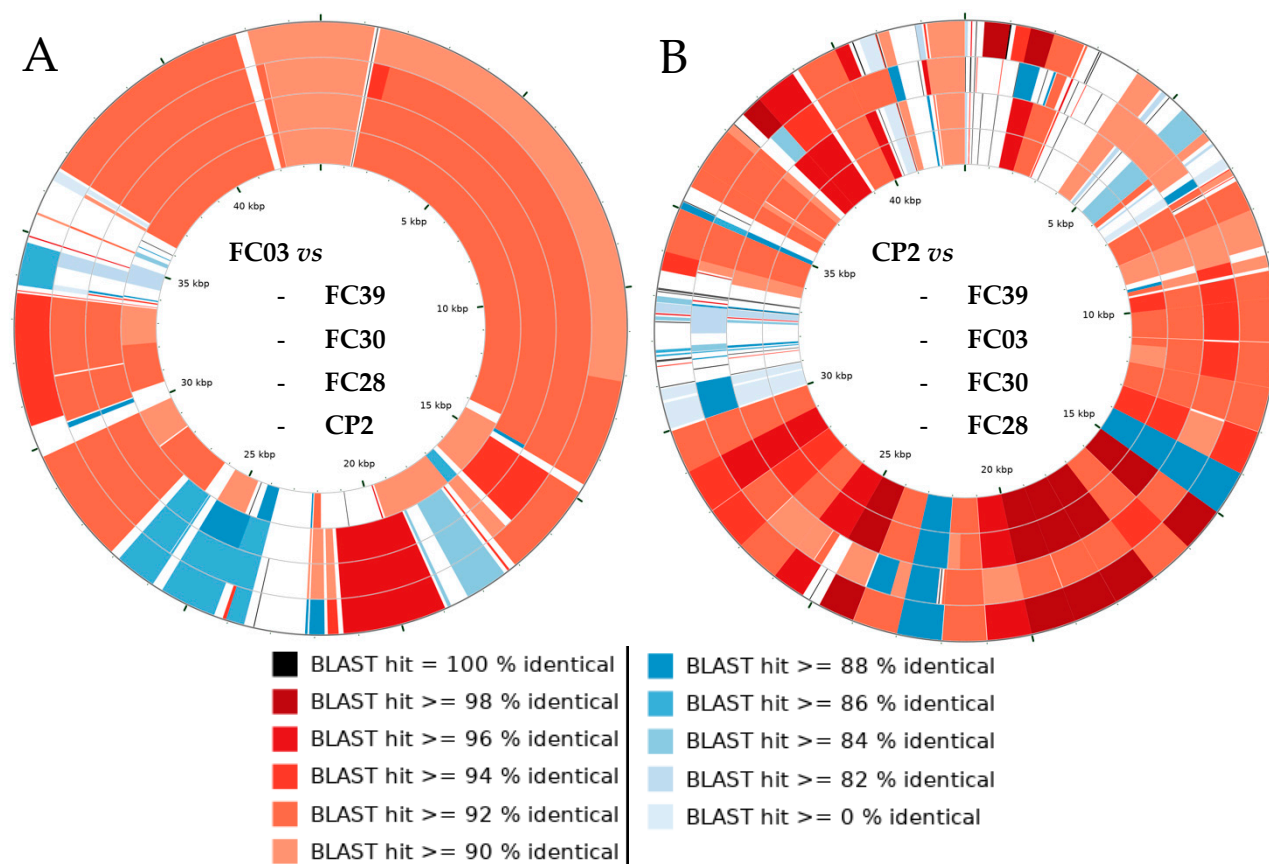 A
B
40 kbp
5 kbp
10 kbp
15 kbp
20 kbp
25 kbp
30 kbp
35 kbp
FC03 vs
- FC39
- FC30
- FC28
- CP2
40 kbp
5 kbp
10 kbp
15 kbp
20 kbp
25 kbp
30 kbp
35 kbp
CP2 vs
- FC39
- FC03
- FC30
- FC28
BLAST hit = 100 % identical
BLAST hit >= 98 % identical
BLAST hit >= 96 % identical
BLAST hit >= 94 % identical
BLAST hit >= 92 % identical
BLAST hit >= 90 % identical
BLAST hit >= 88 % identical
BLAST hit >= 86 % identical
BLAST hit >= 84 % identical
BLAST hit >= 82 % identical
BLAST hit >= 0 % identical